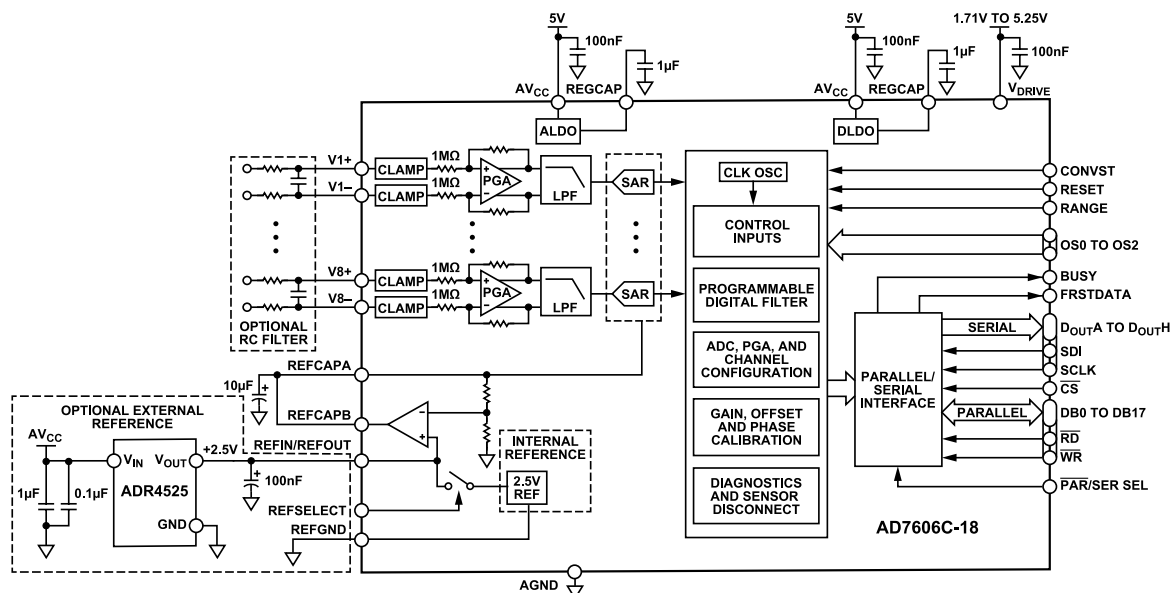 5V
100nF
1µF
5V
100nF
1µF
1.71V TO 5.25V
100nF
AVCC
REGCAP
AVCC
REGCAP
VDRIVE
ALDO
DLDO
V1+
CLAMP
1MΩ
PGA
LPF
SAR
V1–
CLAMP
1MΩ
V8+
CLAMP
1MΩ
PGA
LPF
SAR
V8–
CLAMP
1MΩ
OPTIONAL
RC FILTER
CLK OSC
CONTROL
INPUTS
PROGRAMMABLE
DIGITAL FILTER
ADC, PGA, AND
CHANNEL
CONFIGURATION
GAIN, OFFSET
AND PHASE
CALIBRATION
DIAGNOSTICS
AND SENSOR
DISCONNECT
CONVST
RESET
RANGE
OS0 TO OS2
BUSY
FRSTDATA
SERIAL
DOUTA TO DOUTH
SDI
SCLK
CS
PARALLEL/
SERIAL
INTERFACE
PARALLEL
DB0 TO DB17
RD
WR
PAR/SER SEL
AD7606C-18
REFCAPA
10µF
+
REFCAPB
–
+
OPTIONAL EXTERNAL
REFERENCE
AVCC
VIN
VOUT
+2.5V
REFIN/REFOUT
ADR4525
GND
1µF
0.1µF
+
100nF
REFSELECT
REFGND
INTERNAL
REFERENCE
2.5V
REF
AGND